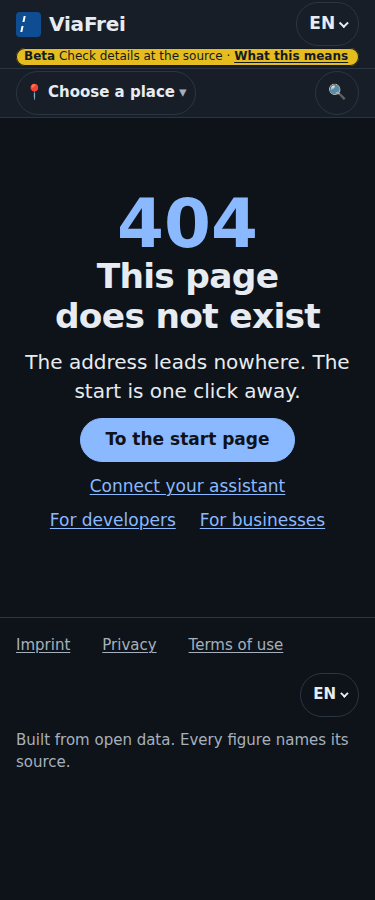 ViaFrei
EN
Beta Check details at the source · What this means
Choose a place
404
This page
does not exist
The address leads nowhere. The
start is one click away.
To the start page
Connect your assistant
For developers For businesses
Imprint Privacy Terms of use
EN
Built from open data. Every figure names its
source.